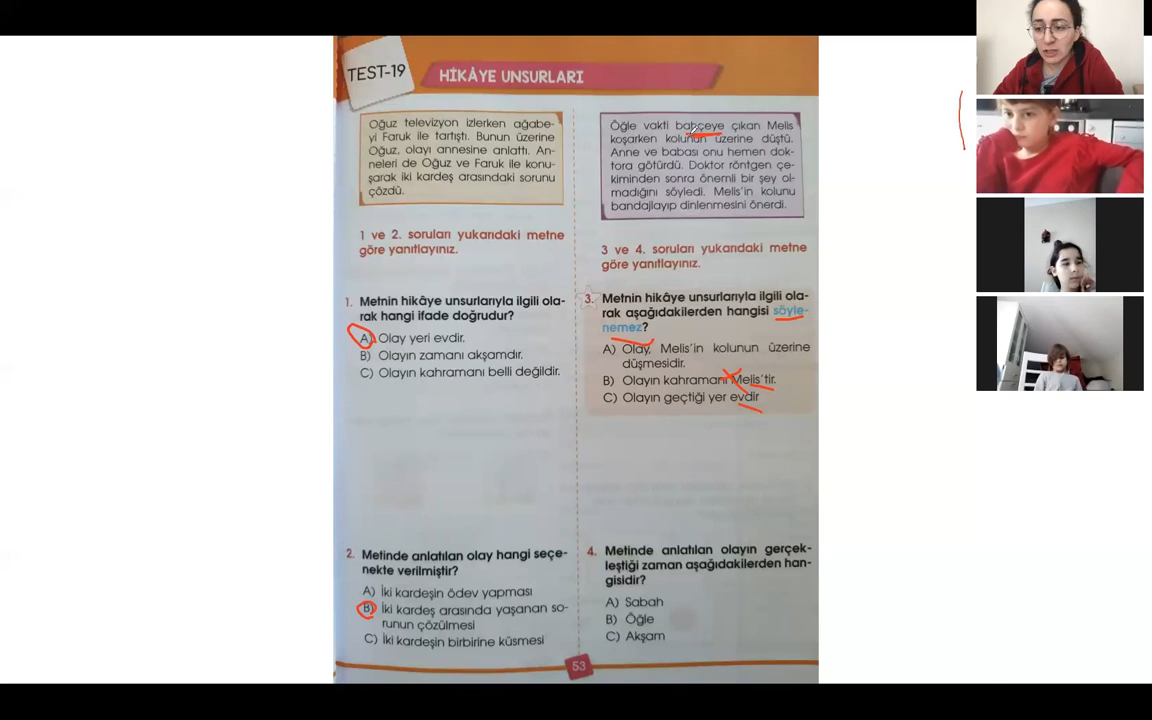 TEST-19
HİKÂYE UNSURLARI
Oğuz televizyon izlerken ağabe-
yi Faruk ile tartıştı. Bunun üzerine
Oğuz, olayı annesine anlattı. An-
neleri de Oğuz ve Faruk ile konu-
şarak iki kardeş arasındaki sorunu
çözdü.
1 ve 2. soruları yukarıdaki metne
göre yanıtlayınız.
1. Metnin hikâye unsurlarıyla ilgili ola-
rak hangi ifade doğrudur?
A) Olay yeri evdir.
B) Olayın zamanı akşamdır.
C) Olayın kahramanı belli değildir.
2. Metinde anlatılan olay hangi seçe-
nekte verilmiştir?
A) İki kardeşin ödev yapması
B) İki kardeş arasında yaşanan so-
runun çözülmesi
C) İki kardeşin birbirine küsmesi
Öğle vakti bahçeye çıkan Melis
koşarken kolunun üzerine düştü.
Anne ve babası onu hemen dok-
tora götürdü. Doktor röntgen çe-
kiminden sonra önemli bir şey ol-
madığını söyledi. Melis'in kolunu
bandajlayıp dinlenmesini önerdi.
3 ve 4. soruları yukarıdaki metne
göre yanıtlayınız.
3. Metnin hikâye unsurlarıyla ilgili ola-
rak aşağıdakilerden hangisi söyle-
nemez?
A) Olay, Melis'in kolunun üzerine
düşmesidir.
B) Olayın kahramanı Melis'tir.
C) Olayın geçtiği yer evdir
4. Metinde anlatılan olayın gerçek-
leştiği zaman aşağıdakilerden han-
gisidir?
A) Sabah
B) Öğle
C) Akşam
53